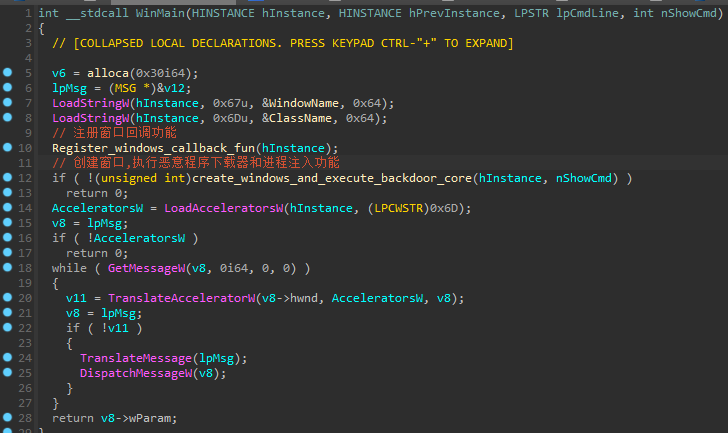 1 int __stdcall WinMain(HINSTANCE hInstance, HINSTANCE hPrevInstance, LPSTR lpCmdLine, int nShowCmd)
2 {
3 // [COLLAPSED LOCAL DECLARATIONS. PRESS KEYPAD CTRL-"+" TO EXPAND]
4
5 v6 = alloca(0x30i64);
6 lpMsg = (MSG *)&v12;
7 LoadStringW(hInstance, 0x67u, &WindowName, 0x64);
8 LoadStringW(hInstance, 0x6Du, &ClassName, 0x64);
9 // 注册窗口回调功能
10 Register_windows_callback_fun(hInstance);
11 // 创建窗口,执行恶意程序下载器和进程注入功能
12 if ( !(unsigned int)create_windows_and_execute_backdoor_core(hInstance, nShowCmd) )
13 return 0;
14 AcceleratorsW = LoadAcceleratorsW(hInstance, (LPCWSTR)0x6D);
15 v8 = lpMsg;
16 if ( !AcceleratorsW )
17 return 0;
18 while ( GetMessageW(v8, 0i64, 0, 0) )
19 {
20 v11 = TranslateAcceleratorW(v8->hwnd, AcceleratorsW, v8);
21 v8 = lpMsg;
22 if ( !v11 )
23 {
24 TranslateMessage(lpMsg);
25 DispatchMessageW(v8);
26 }
27 }
28 return v8->wParam;